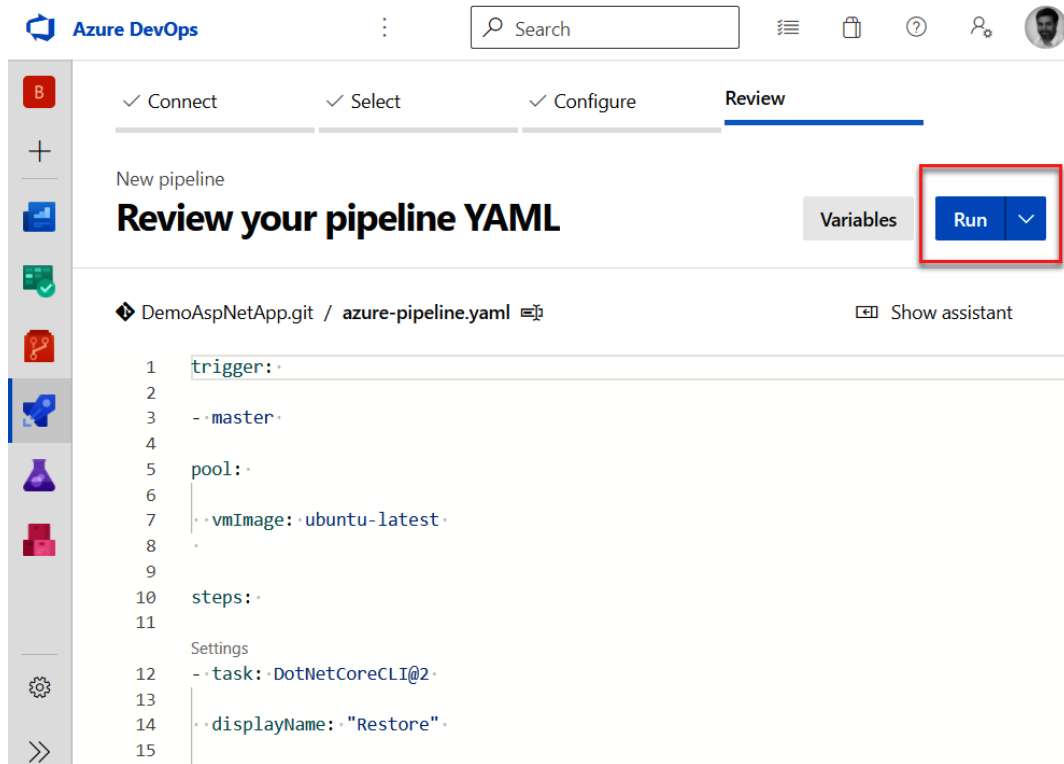 Azure DevOps
Search
B
Connect
Select
Configure
Review
New pipeline
Review your pipeline YAML
Variables
Run
DemoAspNetApp.git / azure-pipeline.yaml
Show assistant
1 trigger:
2
3 - master
4
5 pool:
6
7 vmImage: ubuntu-latest
8
9
10 steps:
11
Settings
12 - task: DotNetCoreCLI@2
13
14 displayName: "Restore"
15